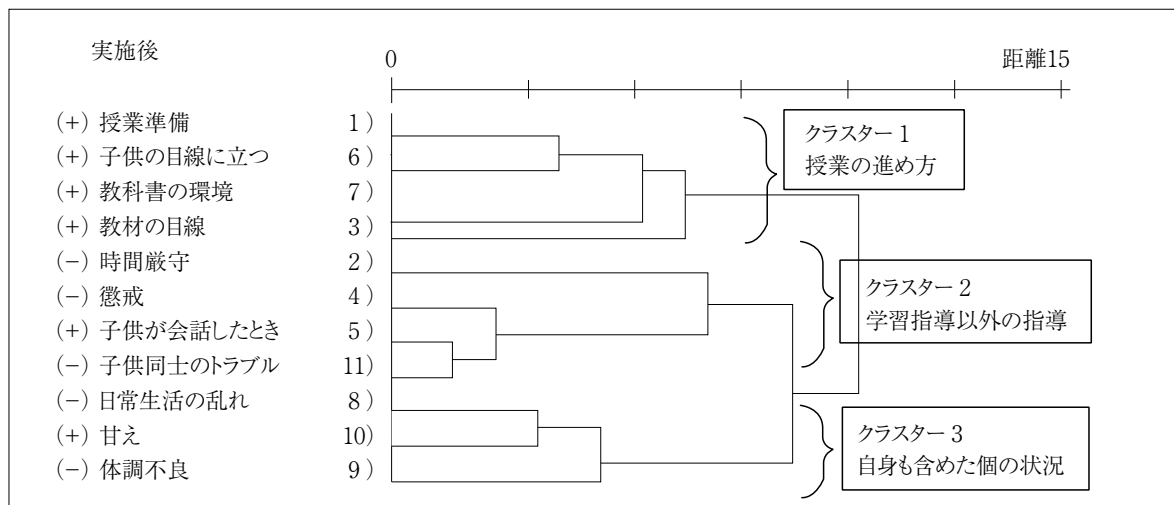 実施後
0 距離15
(+) 授業準備 1)
(+) 子供の目線に立つ 6)
(+) 教科書の環境 7)
(+) 教材の目線 3)
(−) 時間厳守 2)
(−) 懲戒 4)
(+) 子供が会話したとき 5)
(−) 子供同士のトラブル 11)
(−) 日常生活の乱れ 8)
(+) 甘え 10)
(−) 体調不良 9)
クラスター1
授業の進め方
クラスター2
学習指導以外の指導
クラスター3
自身も含めた個の状況